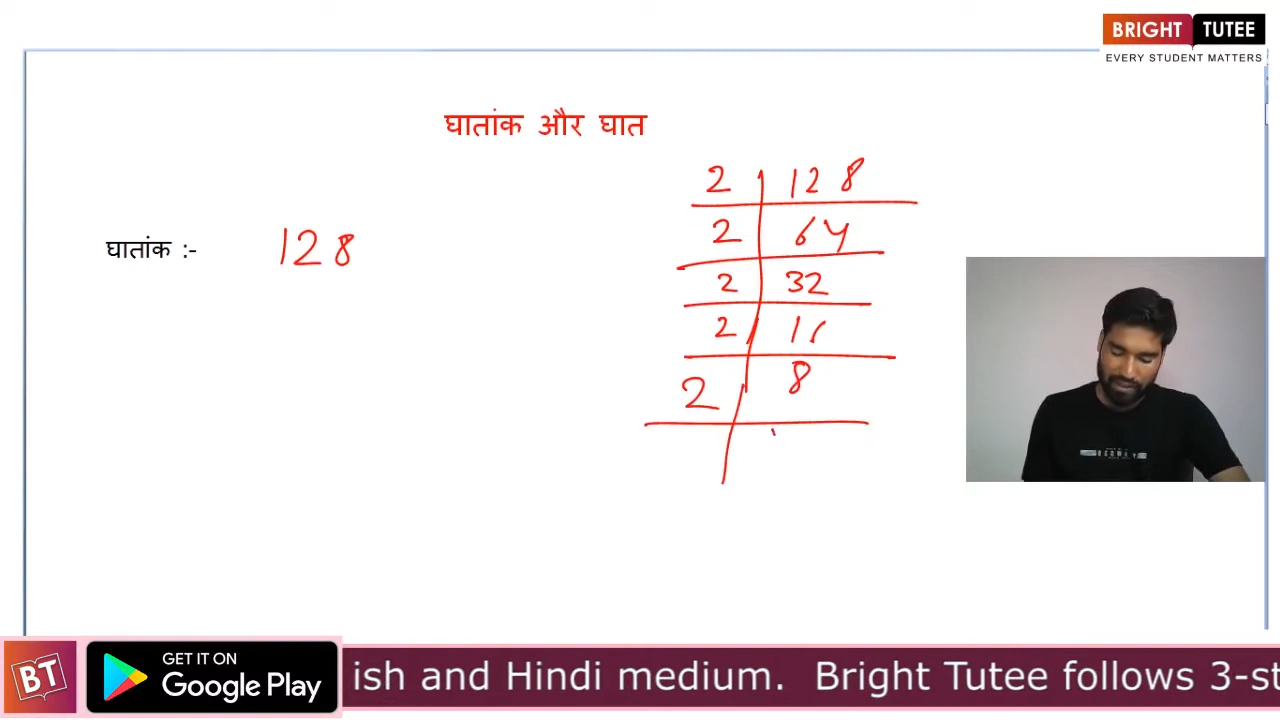 BRIGHT TUTEE
EVERY STUDENT MATTERS
घातांक और घात
घातांक :- 128
2 | 128
2 | 64
2 | 32
2 | 16
2 | 8
BT
GET IT ON
Google Play
ish and Hindi medium.  Bright Tutee follows 3-st